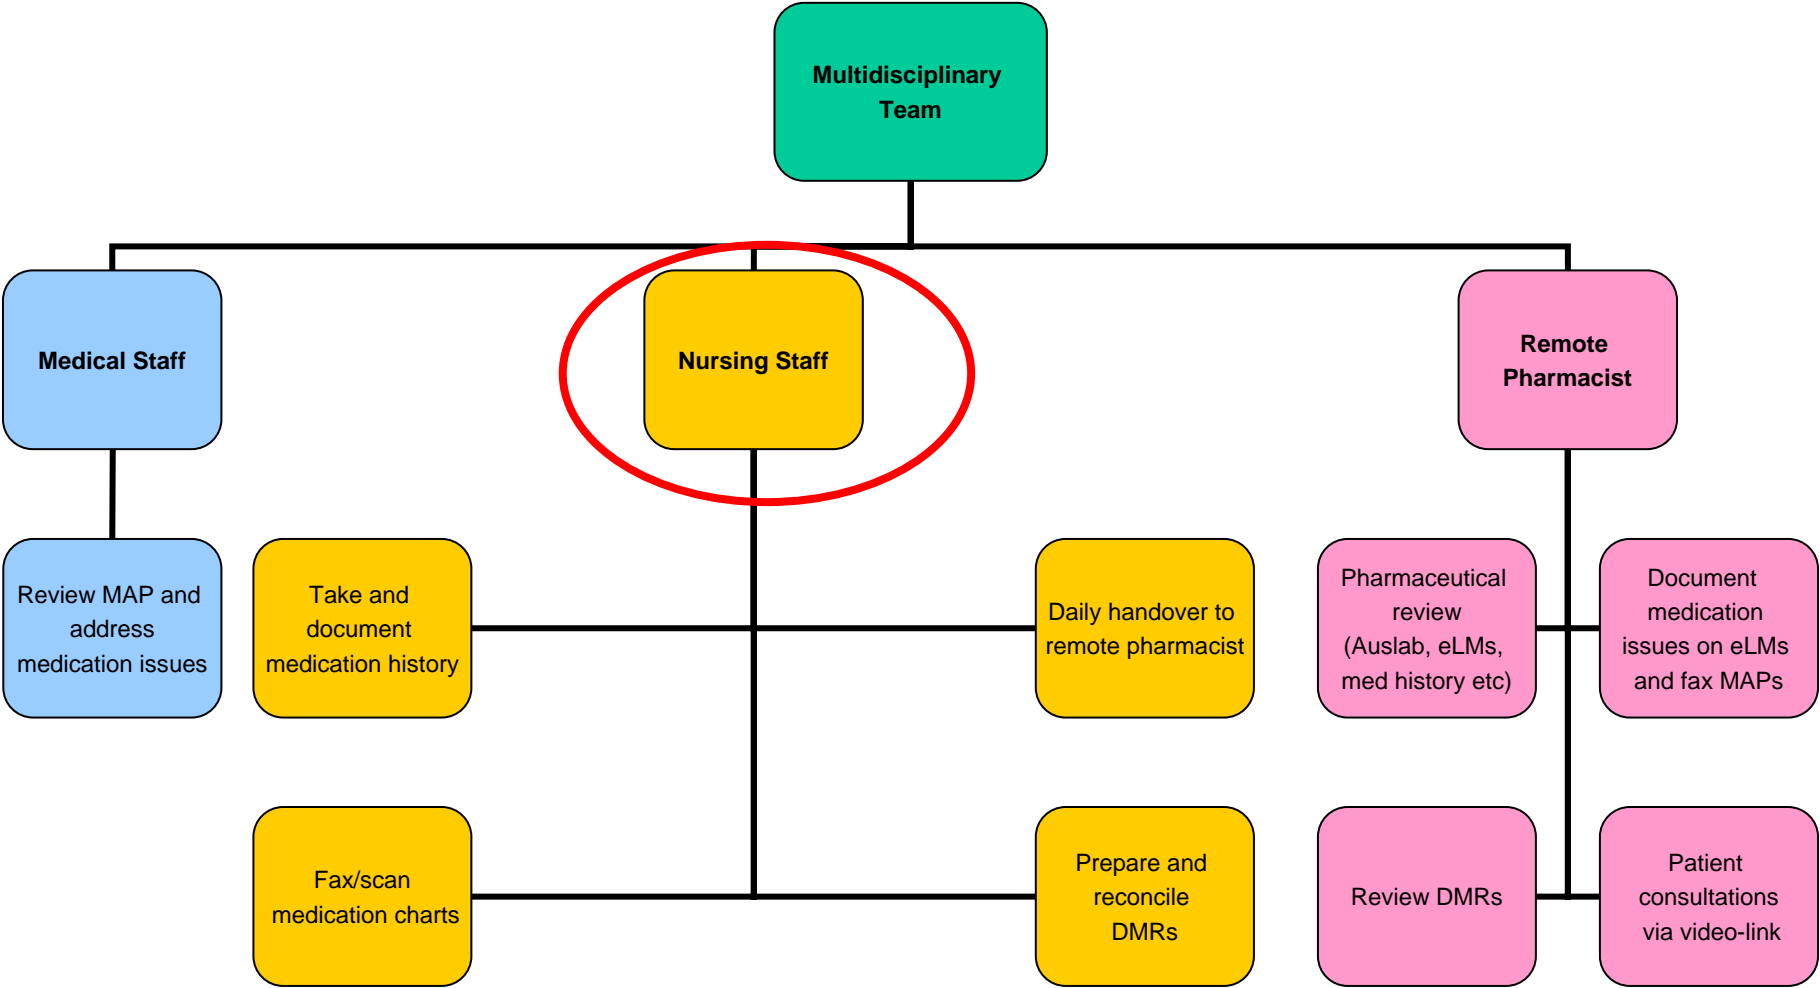 Multidisciplinary
Team
Medical Staff
Nursing Staff
Remote
Pharmacist
Review MAP and
address
medication issues
Take and
document
medication history
Daily handover to
remote pharmacist
Pharmaceutical
review
(Auslab, eLMs,
med history etc)
Document
medication
issues on eLMs
and fax MAPs
Fax/scan
medication charts
Prepare and
reconcile
DMRs
Review DMRs
Patient
consultations
via video-link